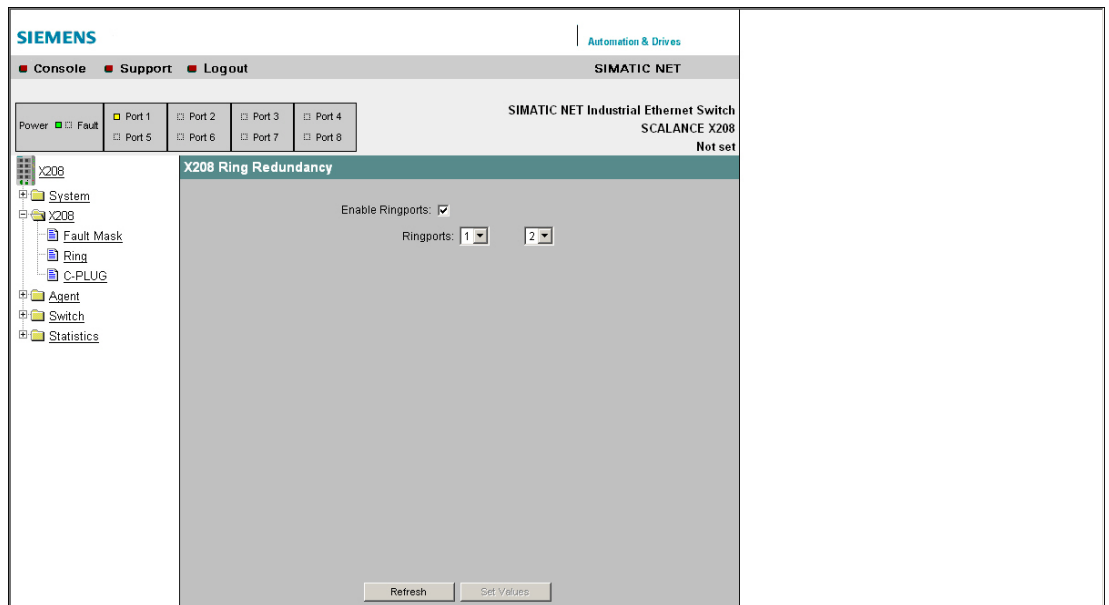 SIEMENS
Automation & Drives
Console Support Logout SIMATIC NET
SIMATIC NET Industrial Ethernet Switch
SCALANCE X208
Not set
Power Fault
Port 1 Port 2 Port 3 Port 4
Port 5 Port 6 Port 7 Port 8
X208
System
X208
Fault Mask
Ring
C-PLUG
Agent
Switch
Statistics
X208 Ring Redundancy
Enable Ringports:
Ringports: 1 2
Refresh Set Values